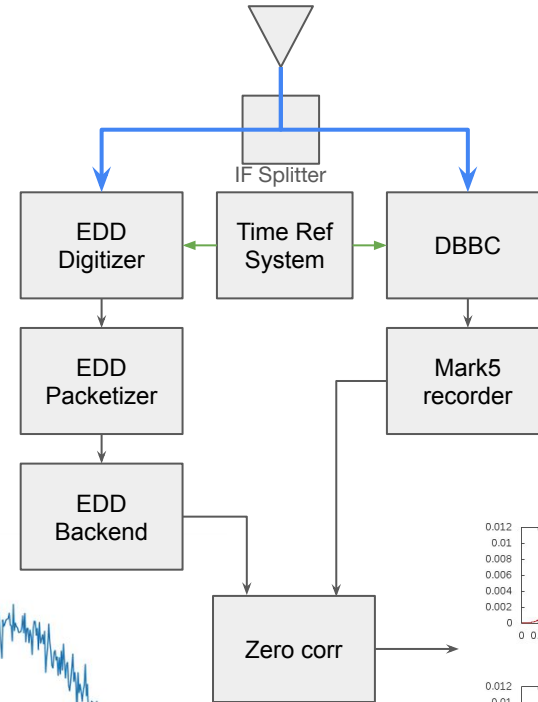 IF Splitter
EDD
Digitizer
Time Ref
System
DBBC
EDD
Packetizer
Mark5
recorder
EDD
Backend
0.012
0.01
0.008
0.006
0.004
0.002
0
0 0
Zero corr
0.012
0.01